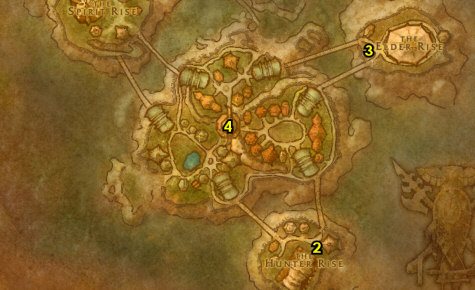 THE
SPIRIT RISE
3
THE
ELDER RISE
4
2
THE
HUNTER RISE